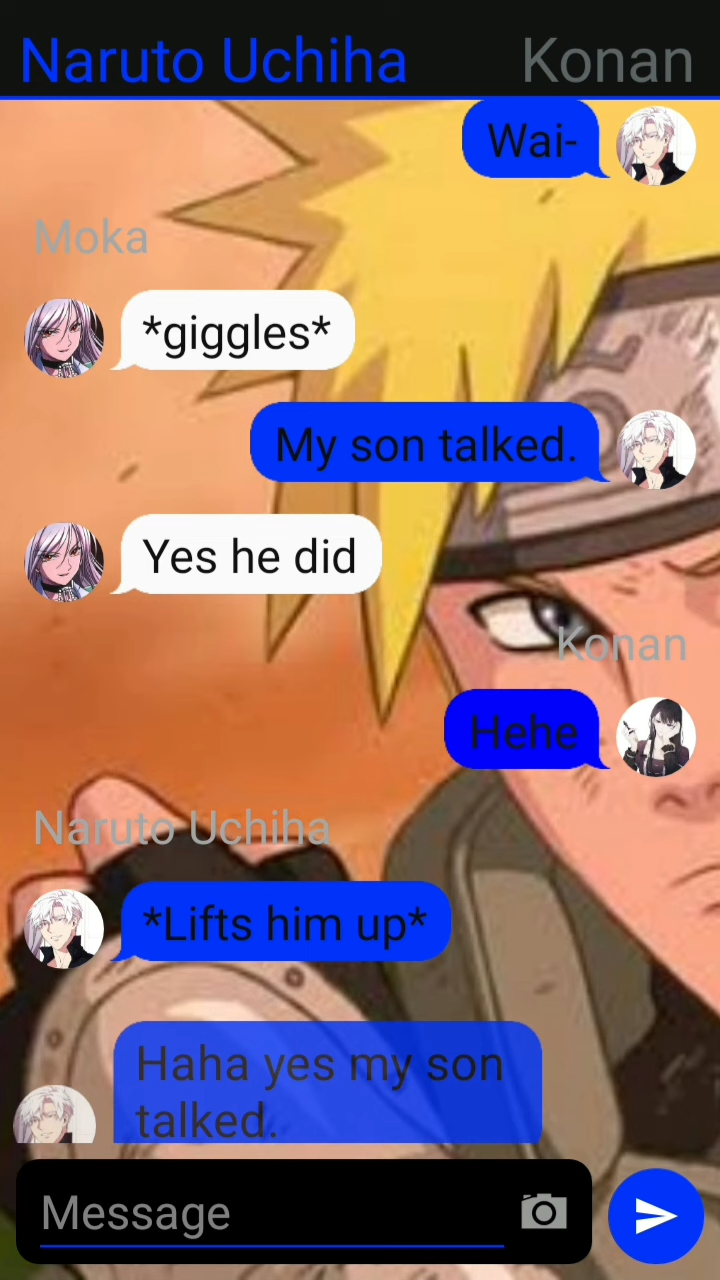 Naruto Uchiha Konan
Wai-
Moka
*giggles*
My son talked.
Yes he did
Konan
Hehe
Naruto Uchiha
*Lifts him up*
Haha yes my son
talked.
Message